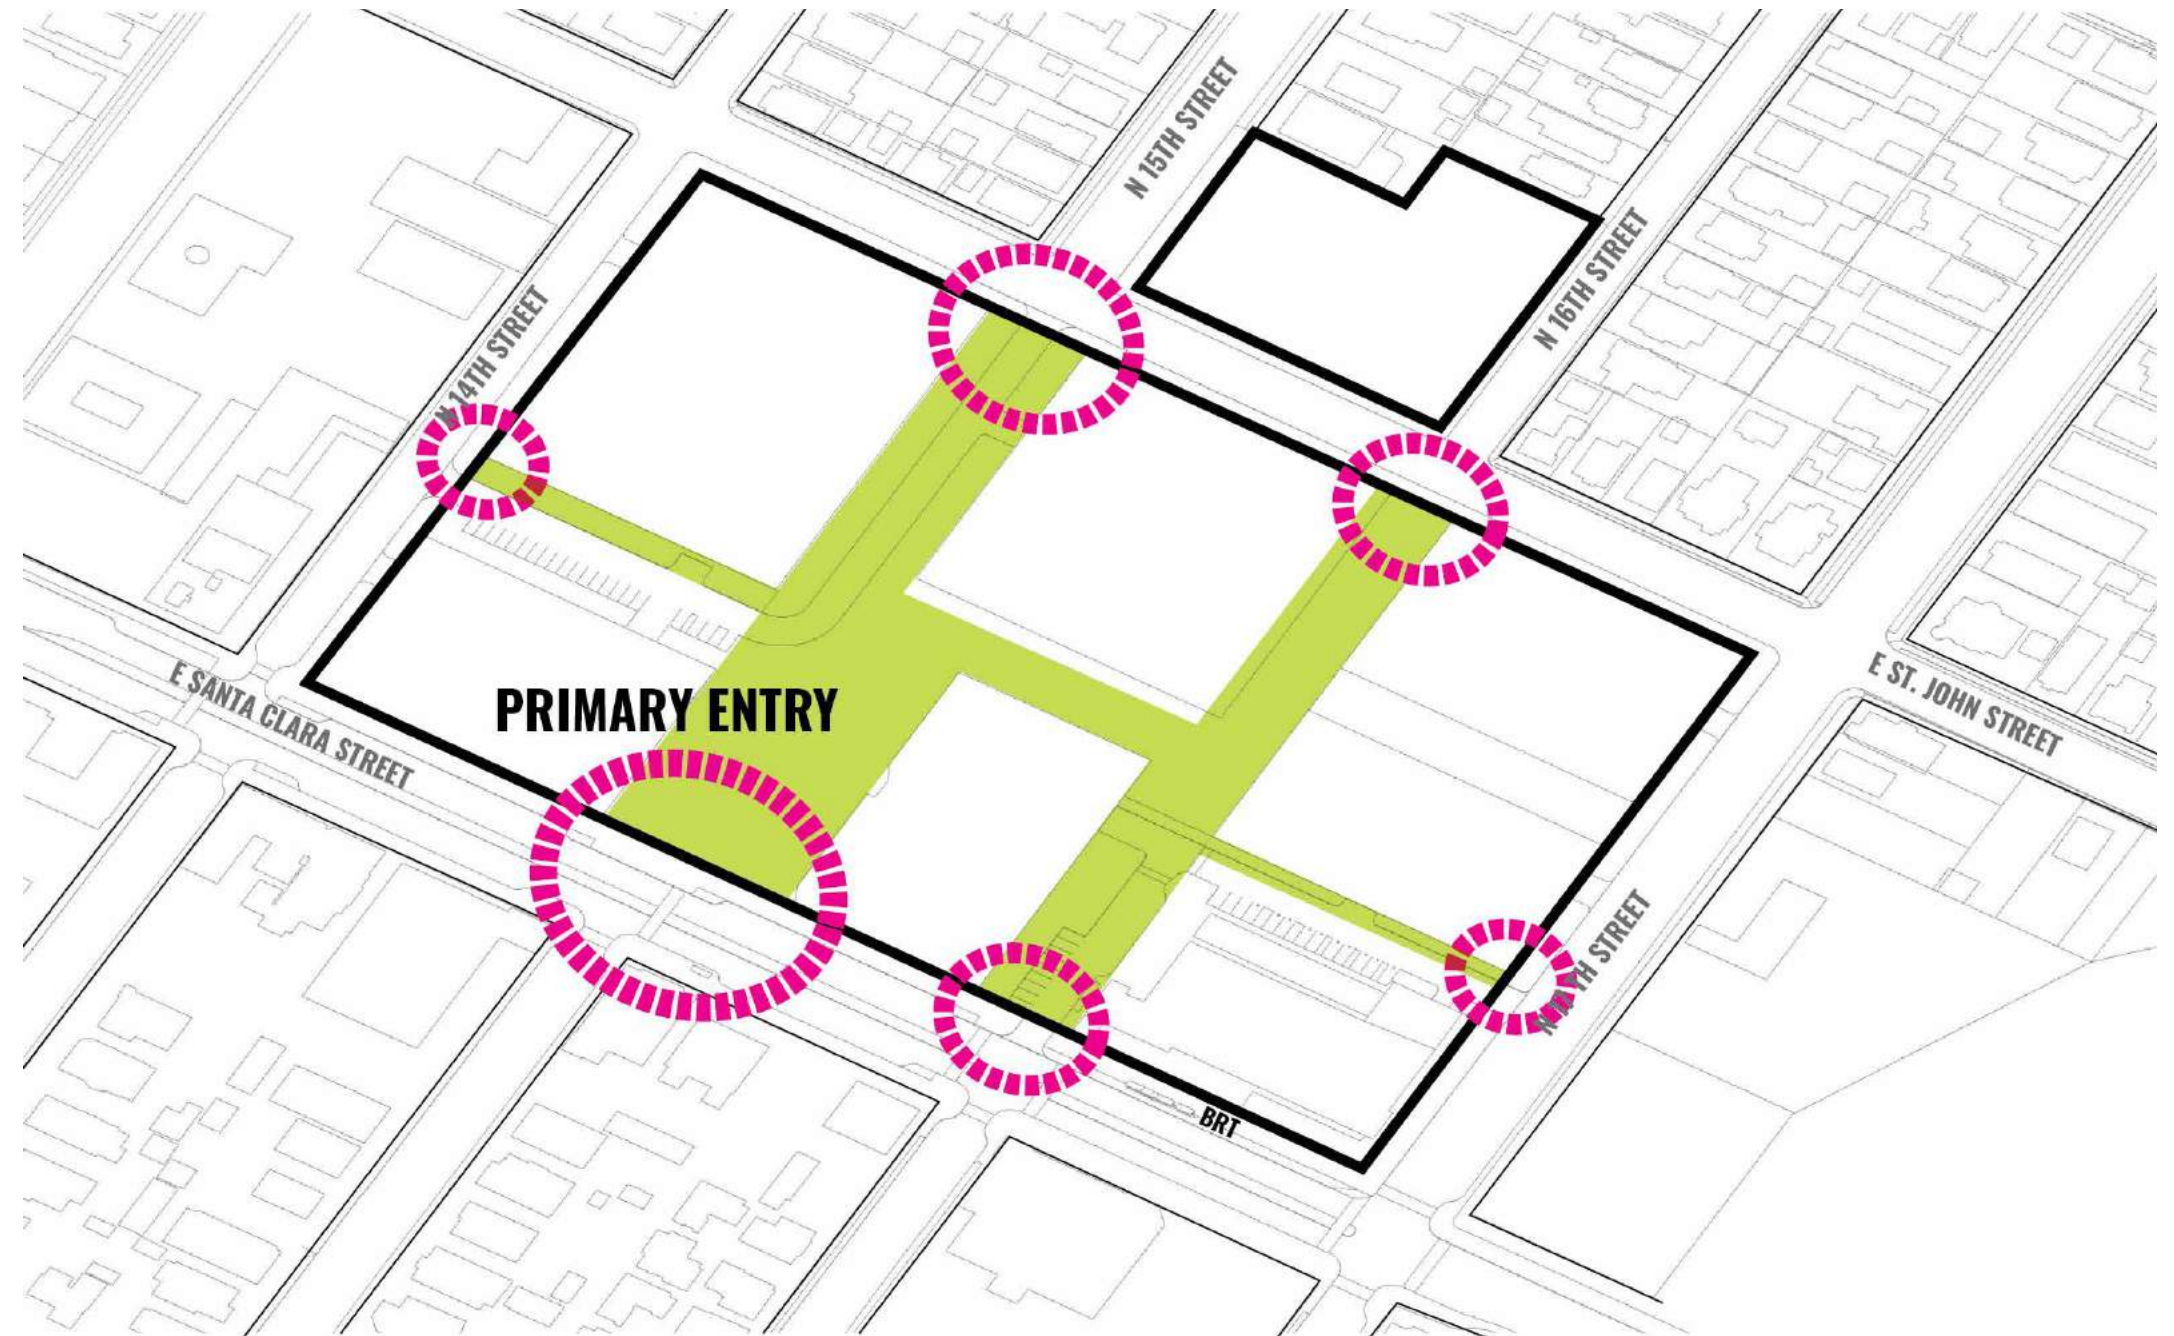 N 15TH STREET
N 16TH STREET
N 14TH STREET
E SANTA CLARA STREET
PRIMARY ENTRY
E ST. JOHN STREET
STREET
BRT